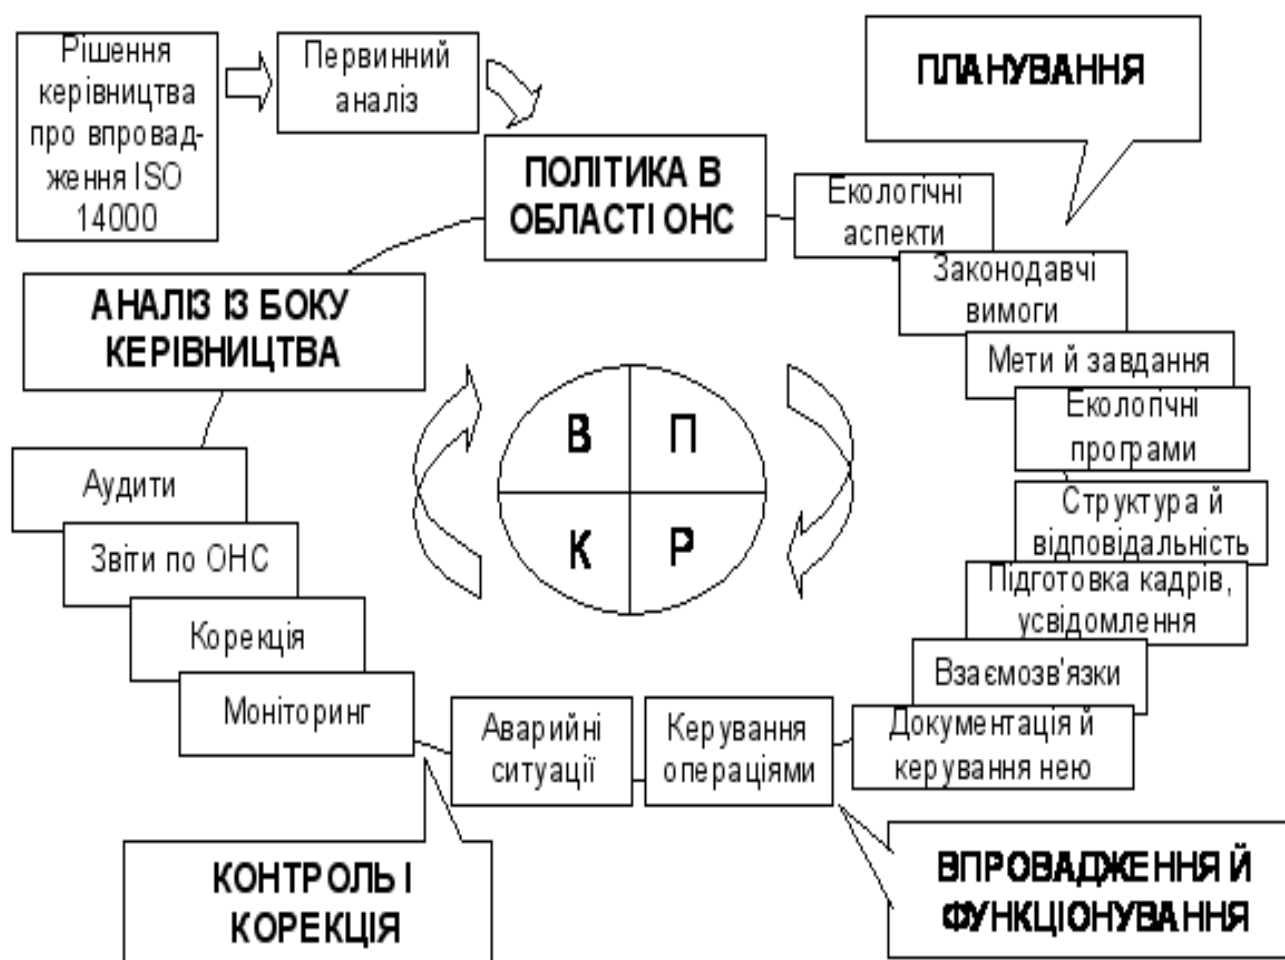 Рішення
керівництва
про впровад-
ження ISO
14000
Первинний
аналіз
ПОЛІТИКА В
ОБЛАСТІ ОНС
ПЛАНУВАННЯ
Екологічні
аспекти
Законодавчі
вимоги
Мети й завдання
Екологічні
програми
Структура й
відповідальність
Підготовка кадрів,
усвідомлення
Взаємозв'язки
Документація й
керування нею
ВПРОВАДЖЕННЯ Й
ФУНКЦІОНУВАННЯ
Керування
операціями
Аварийні
ситуації
КОНТРОЛЬ І
КОРЕКЦІЯ
Моніторинг
Корекція
Звіти по ОНС
Аудити
АНАЛІЗ ІЗ БОКУ
КЕРІВНИЦТВА
В П
К Р